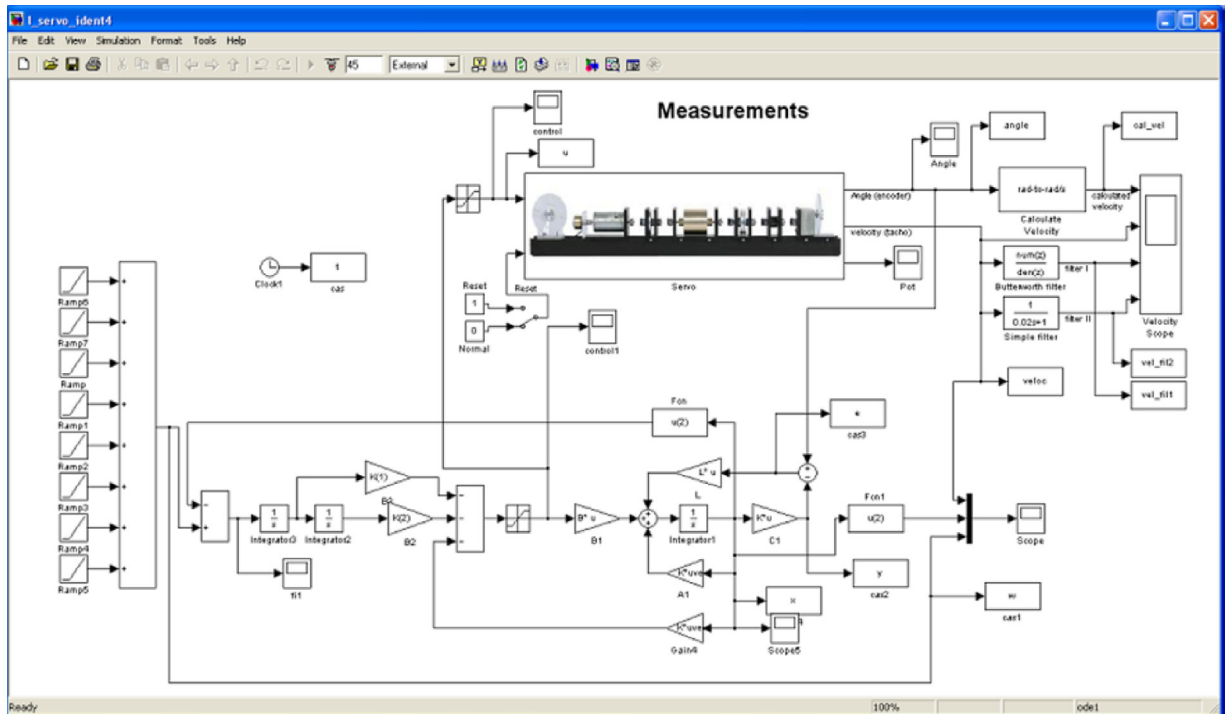 l_servo_ident4
File Edit View Simulation Format Tools Help
45 External
Measurements
control
u
angle
cal_vel
Angle
Angle (encoder)
rad-to-rad/s
calculated
velocity
Calculate
Velocity
velocity (tacho)
Pot
num(z)
den(z)
filter I
Butterworth filter
1
0.02s+1
filter II
Simple filter
Velocity
Scope
vel_fil2
vel_fil1
veloc
Clock1
t
cas
Reset
1
Reset
0
Normal
Servo
control1
Ramp6
Ramp7
Ramp
Ramp1
Ramp2
Ramp3
Ramp4
Ramp5
Fcn
u(2)
e
cas3
L* u
L
K(1)
B3
K(2)
B2
1
s
Integrator3
1
s
Integrator2
fi1
B* u
B1
1
s
Integrator1
K*u
C1
Fcn1
u(2)
Scope
K*uve
A1
x
y
cas2
w
cas1
K*uve
Gain4
Scope5
Ready
100%
ode1